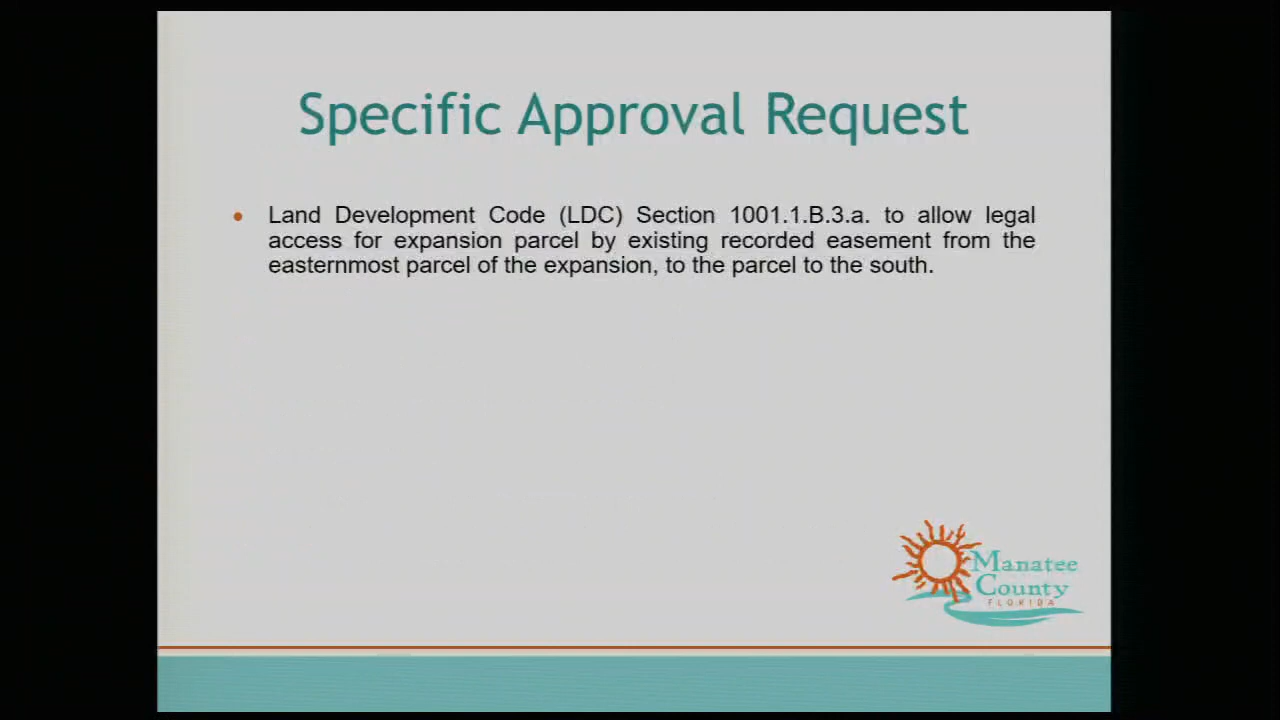 Specific Approval Request
• Land Development Code (LDC) Section 1001.1.B.3.a. to allow legal
access for expansion parcel by existing recorded easement from the
easternmost parcel of the expansion, to the parcel to the south.
Manatee
County
FLORIDA